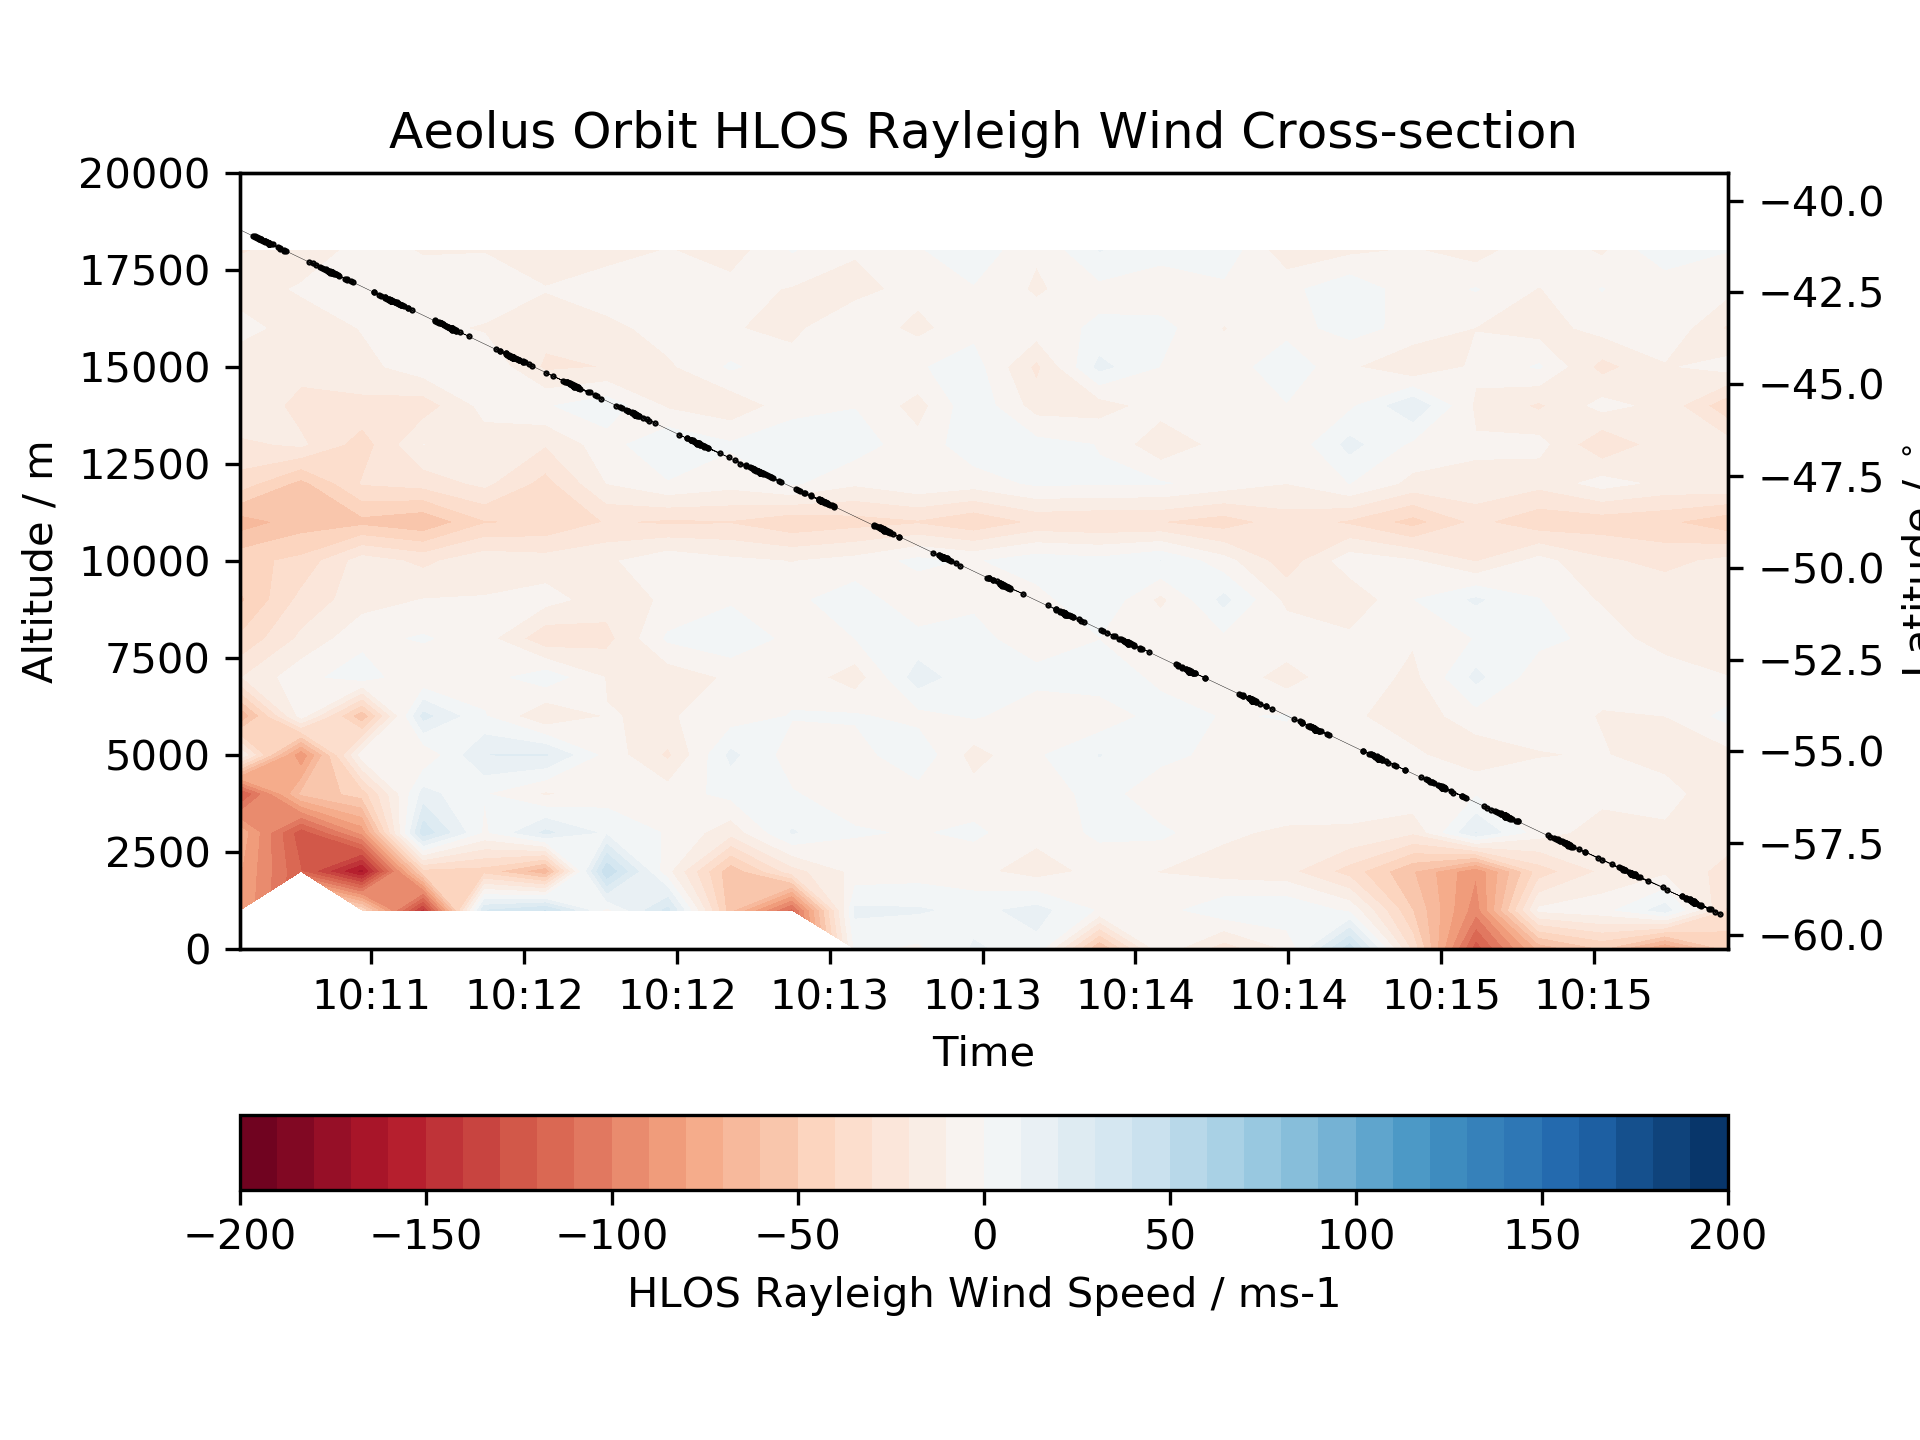 Aeolus Orbit HLOS Rayleigh Wind Cross-section
20000
17500
15000
12500
10000
7500
5000
2500
0
Altitude / m
−40.0
−42.5
−45.0
−47.5
−50.0
−52.5
−55.0
−57.5
−60.0
Latitude / °
10:11 10:12 10:12 10:13 10:13 10:14 10:14 10:15 10:15
Time
−200 −150 −100 −50 0 50 100 150 200
HLOS Rayleigh Wind Speed / ms-1